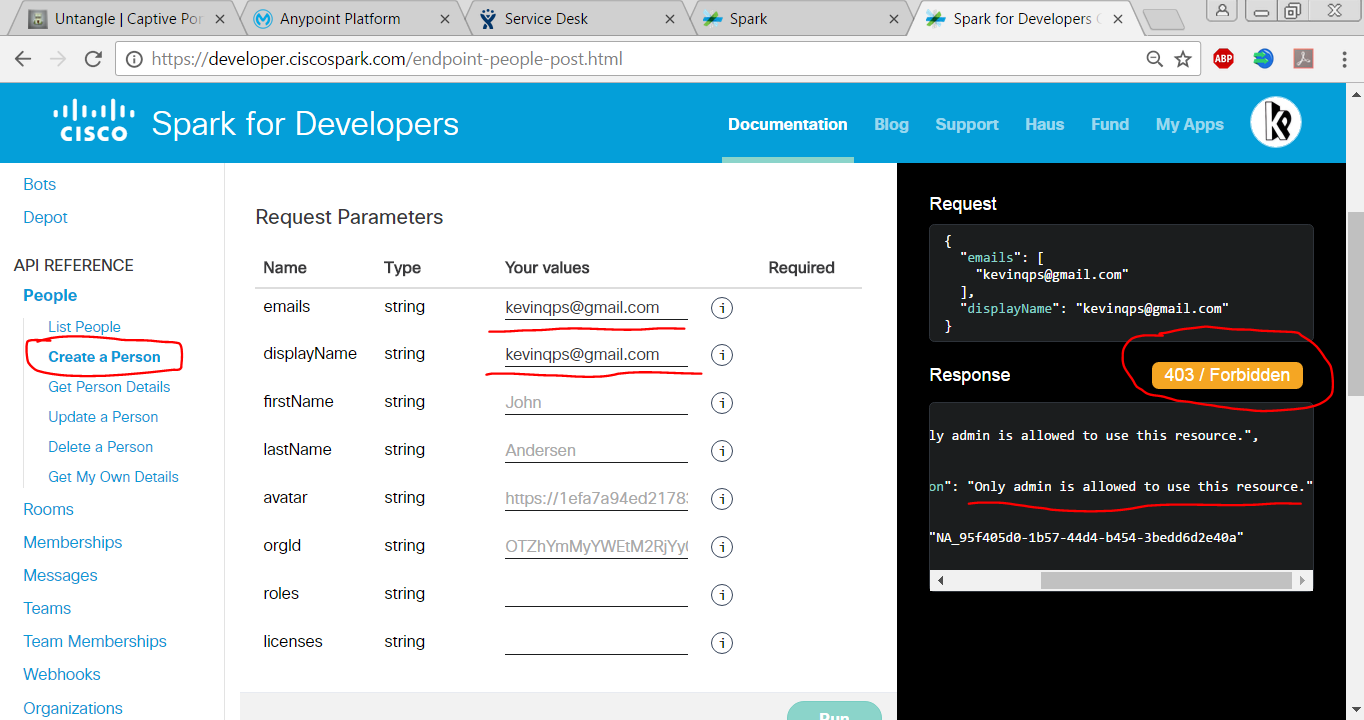 Untangle | Captive Por
Anypoint Platform
Service Desk
Spark
Spark for Developers
https://developer.ciscospark.com/endpoint-people-post.html
ABP
CISCO
Spark for Developers
Documentation
Blog
Support
Haus
Fund
My Apps
Bots
Depot
API REFERENCE
People
List People
Create a Person
Get Person Details
Update a Person
Delete a Person
Get My Own Details
Rooms
Memberships
Messages
Teams
Team Memberships
Webhooks
Organizations
Request Parameters
Name Type Your values Required
emails string kevinqps@gmail.com i
displayName string kevinqps@gmail.com i
firstName string John i
lastName string Andersen i
avatar string https://1efa7a94ed2178 i
orgId string OTZhYmMyYWEtM2RjYy i
roles string i
licenses string i
Run
Request
{
"emails": [
"kevinqps@gmail.com"
],
"displayName": "kevinqps@gmail.com"
}
Response
403 / Forbidden
ly admin is allowed to use this resource.",
on": "Only admin is allowed to use this resource."
"NA_95f405d0-1b57-44d4-b454-3bedd6d2e40a"